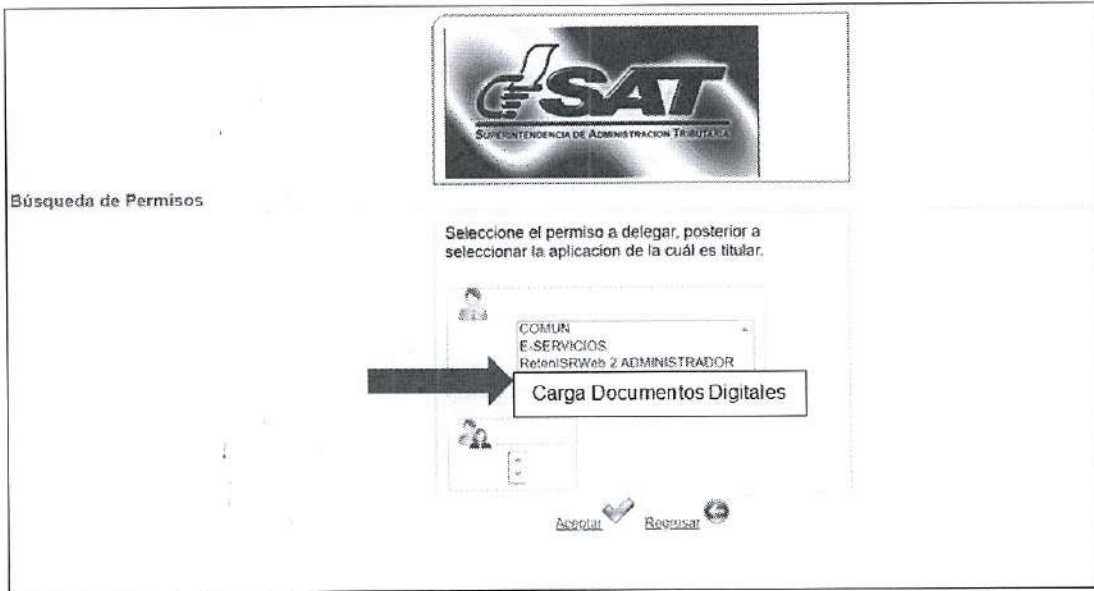 SAT
SUPERINTENDENCIA DE ADMINISTRACION TRIBUTARIA
Búsqueda de Permisos
Seleccione el permiso a delegar, posterior a
seleccionar la aplicacion de la cuál es titular.
COMUN
E-SERVICIOS
RetenISRWeb 2 ADMINISTRADOR
Carga Documentos Digitales
Aceptar Regresar